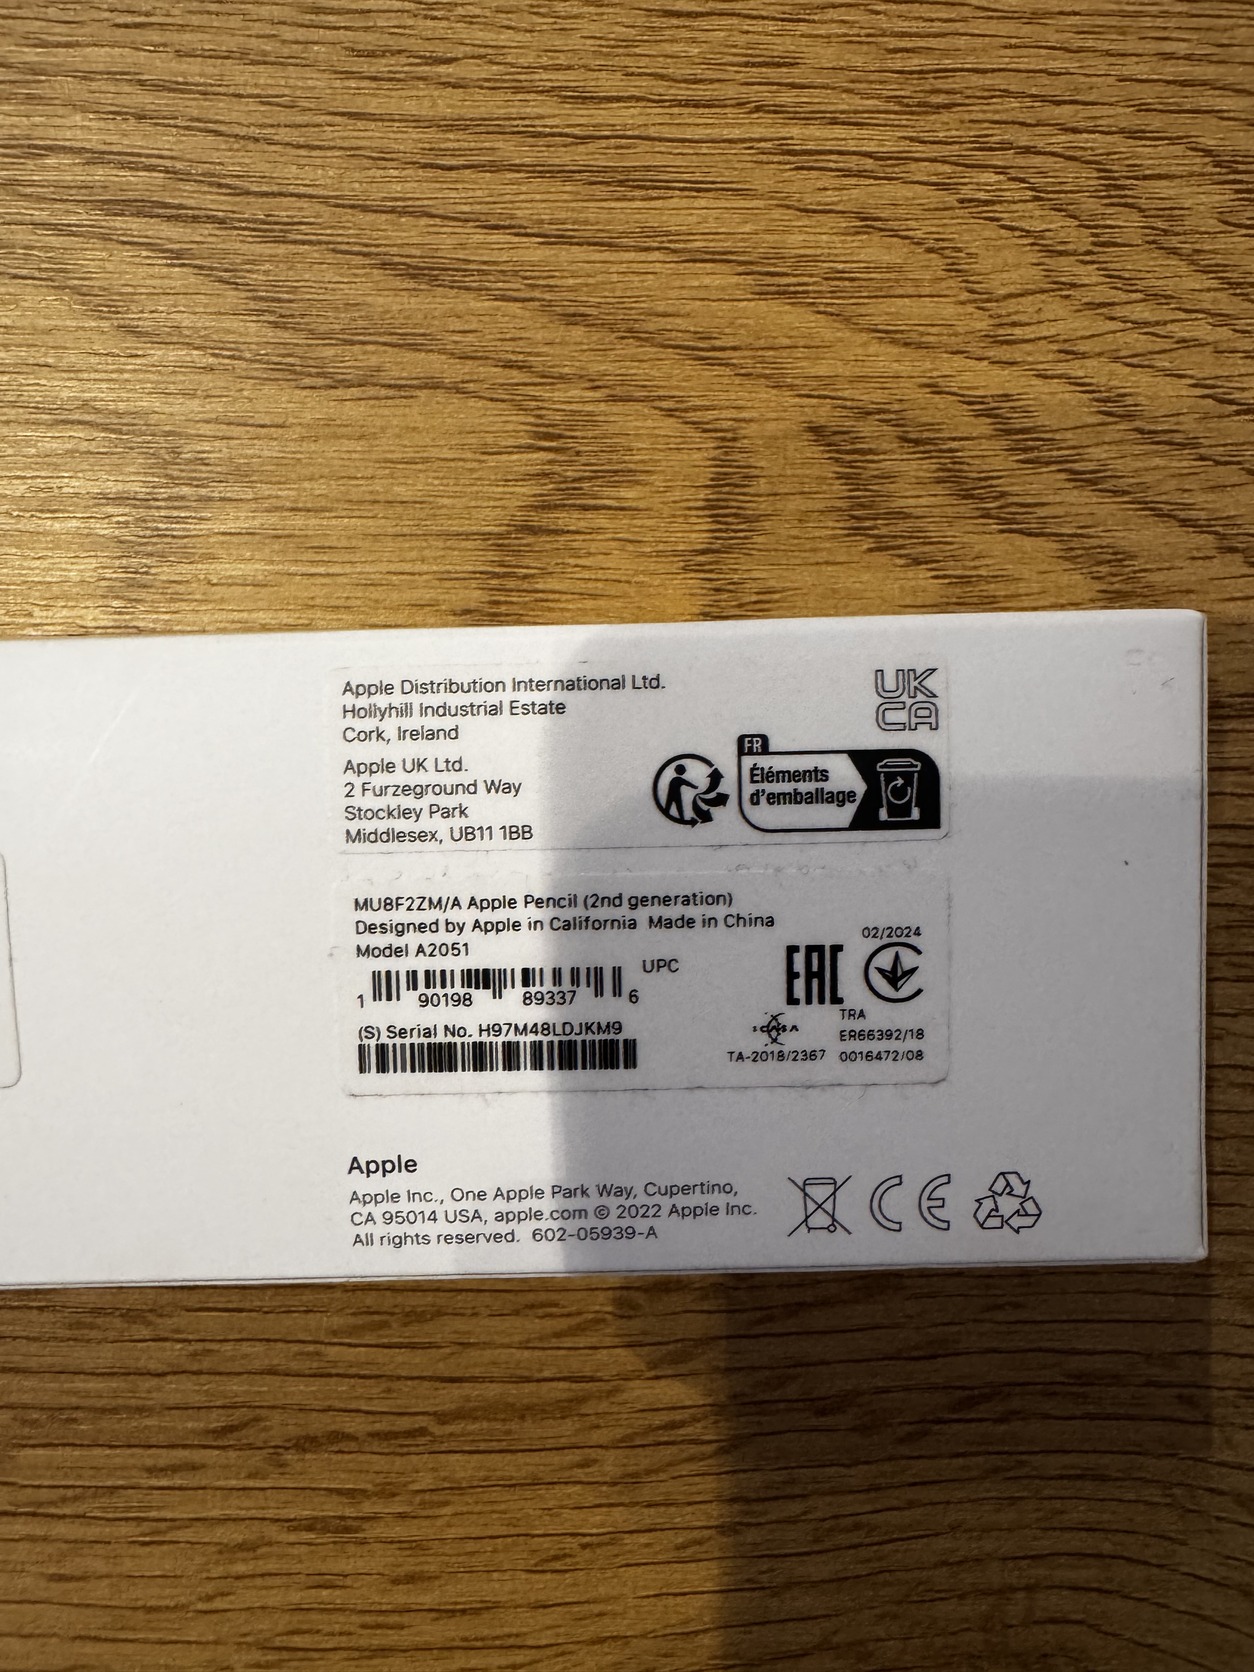 Apple Distribution International Ltd.
Hollyhill Industrial Estate
Cork, Ireland
Apple UK Ltd.
2 Furzeground Way
Stockley Park
Middlesex, UB11 1BB
UK
CA
FR
Éléments
d'emballage
MU8F2ZM/A Apple Pencil (2nd generation)
Designed by Apple in California Made in China
Model A2051
UPC
1 90198 89337 6
(S) Serial No. H97M48LDJKM9
02/2024
EAC
TRA
ICASA
ER66392/18
TA-2018/2367 0016472/08
Apple
Apple Inc., One Apple Park Way, Cupertino,
CA 95014 USA, apple.com © 2022 Apple Inc.
All rights reserved. 602-05939-A
CE